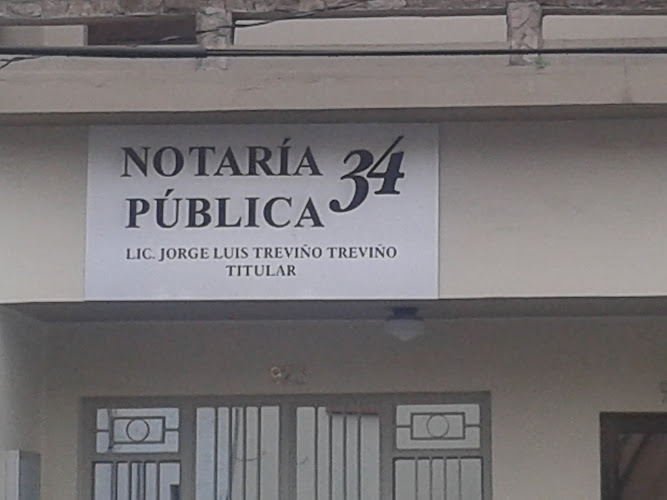 NOTARÍA 34
PÚBLICA
LIC. JORGE LUIS TREVIÑO TREVIÑO
TITULAR